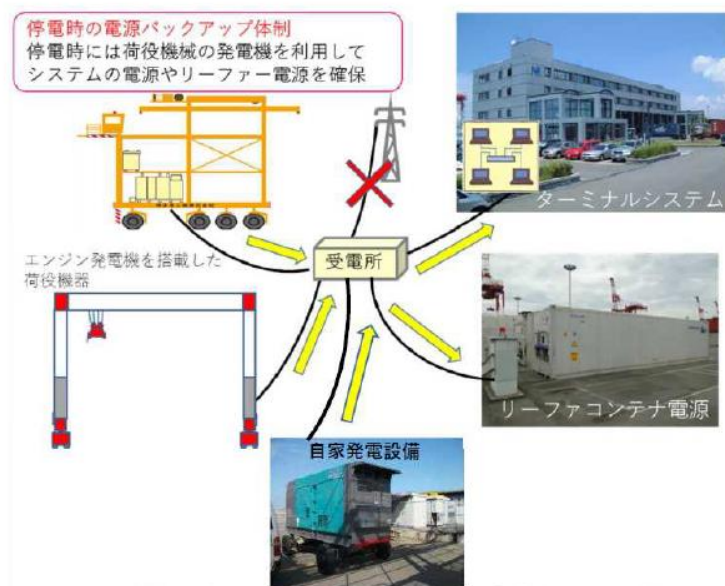 停電時の電源バックアップ体制
停電時には荷役機械の発電機を利用して
システムの電源やリーファー電源を確保
ターミナルシステム
エンジン発電機を搭載した
荷役機器
受電所
リーファコンテナ電源
自家発電設備